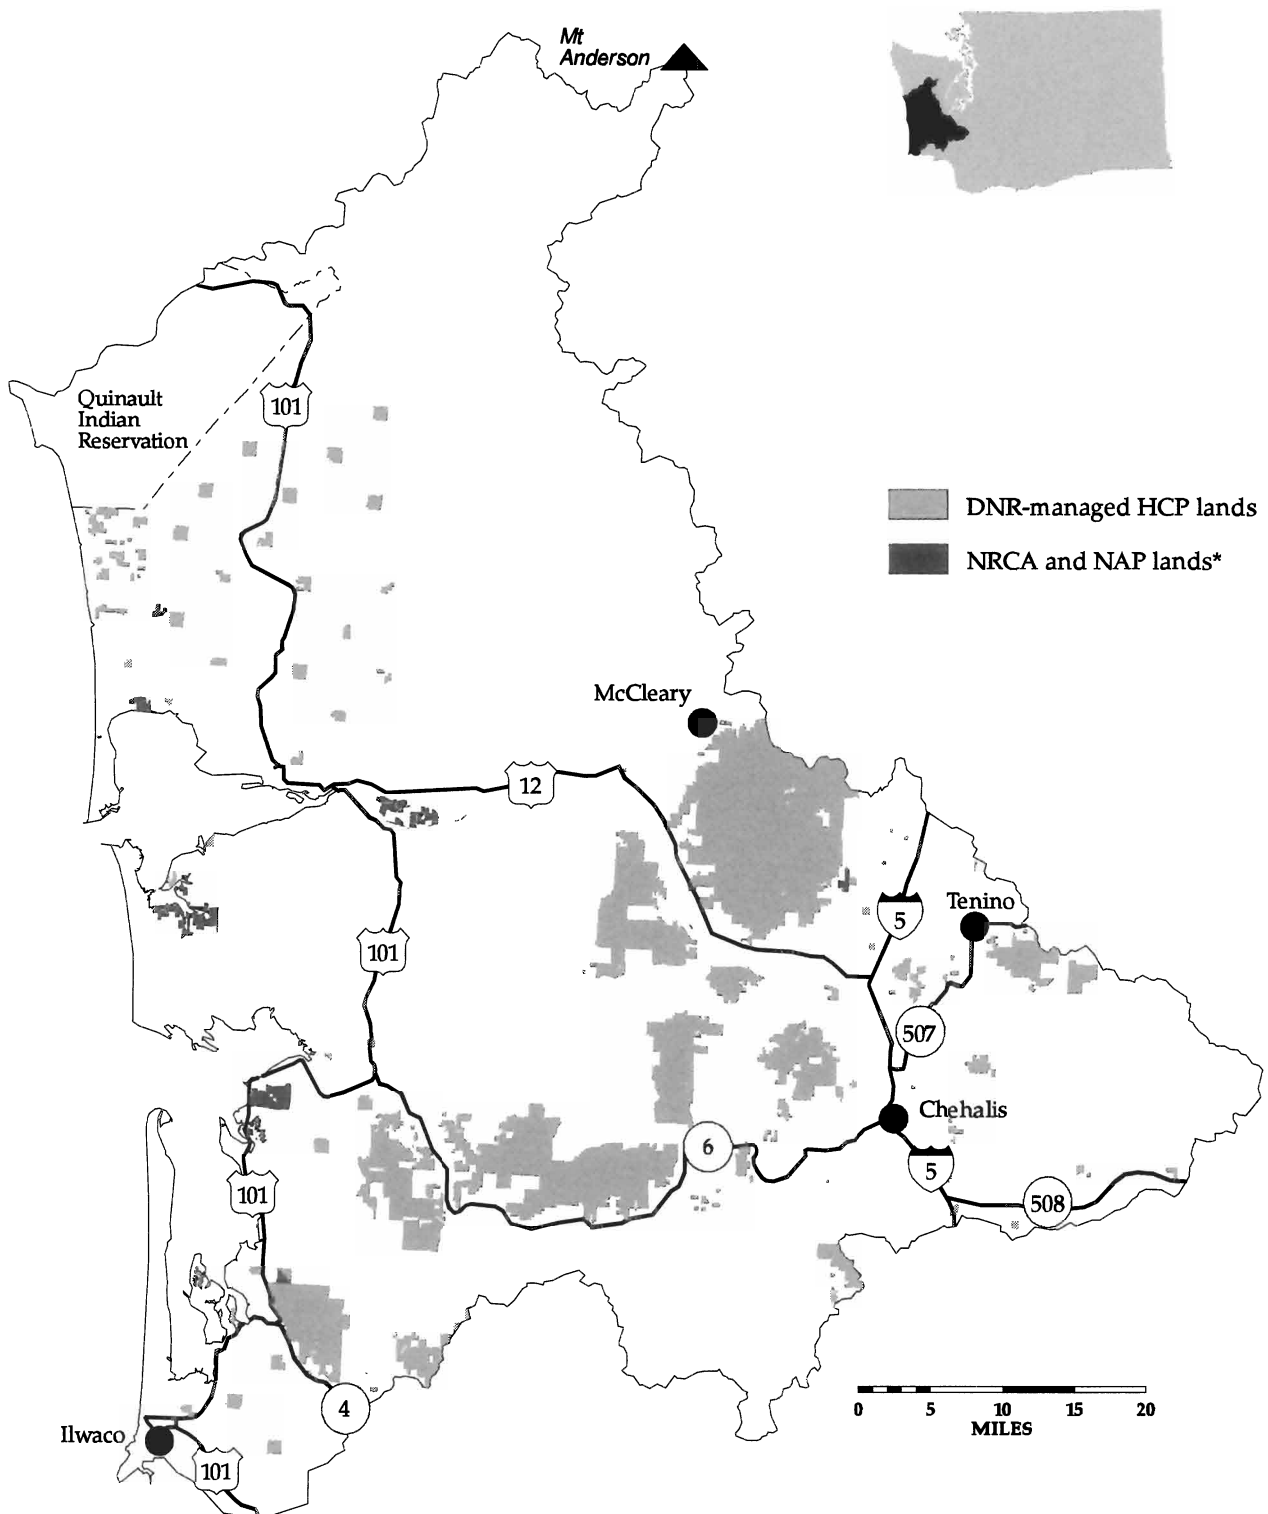 Mt
Anderson
Quinault
Indian
Reservation
101
DNR-managed HCP lands
NRCA and NAP lands*
McCleary
12
Tenino
5
101
507
Chehalis
6
5
101
508
4
0 5 10 15 20
MILES
Ilwaco
101